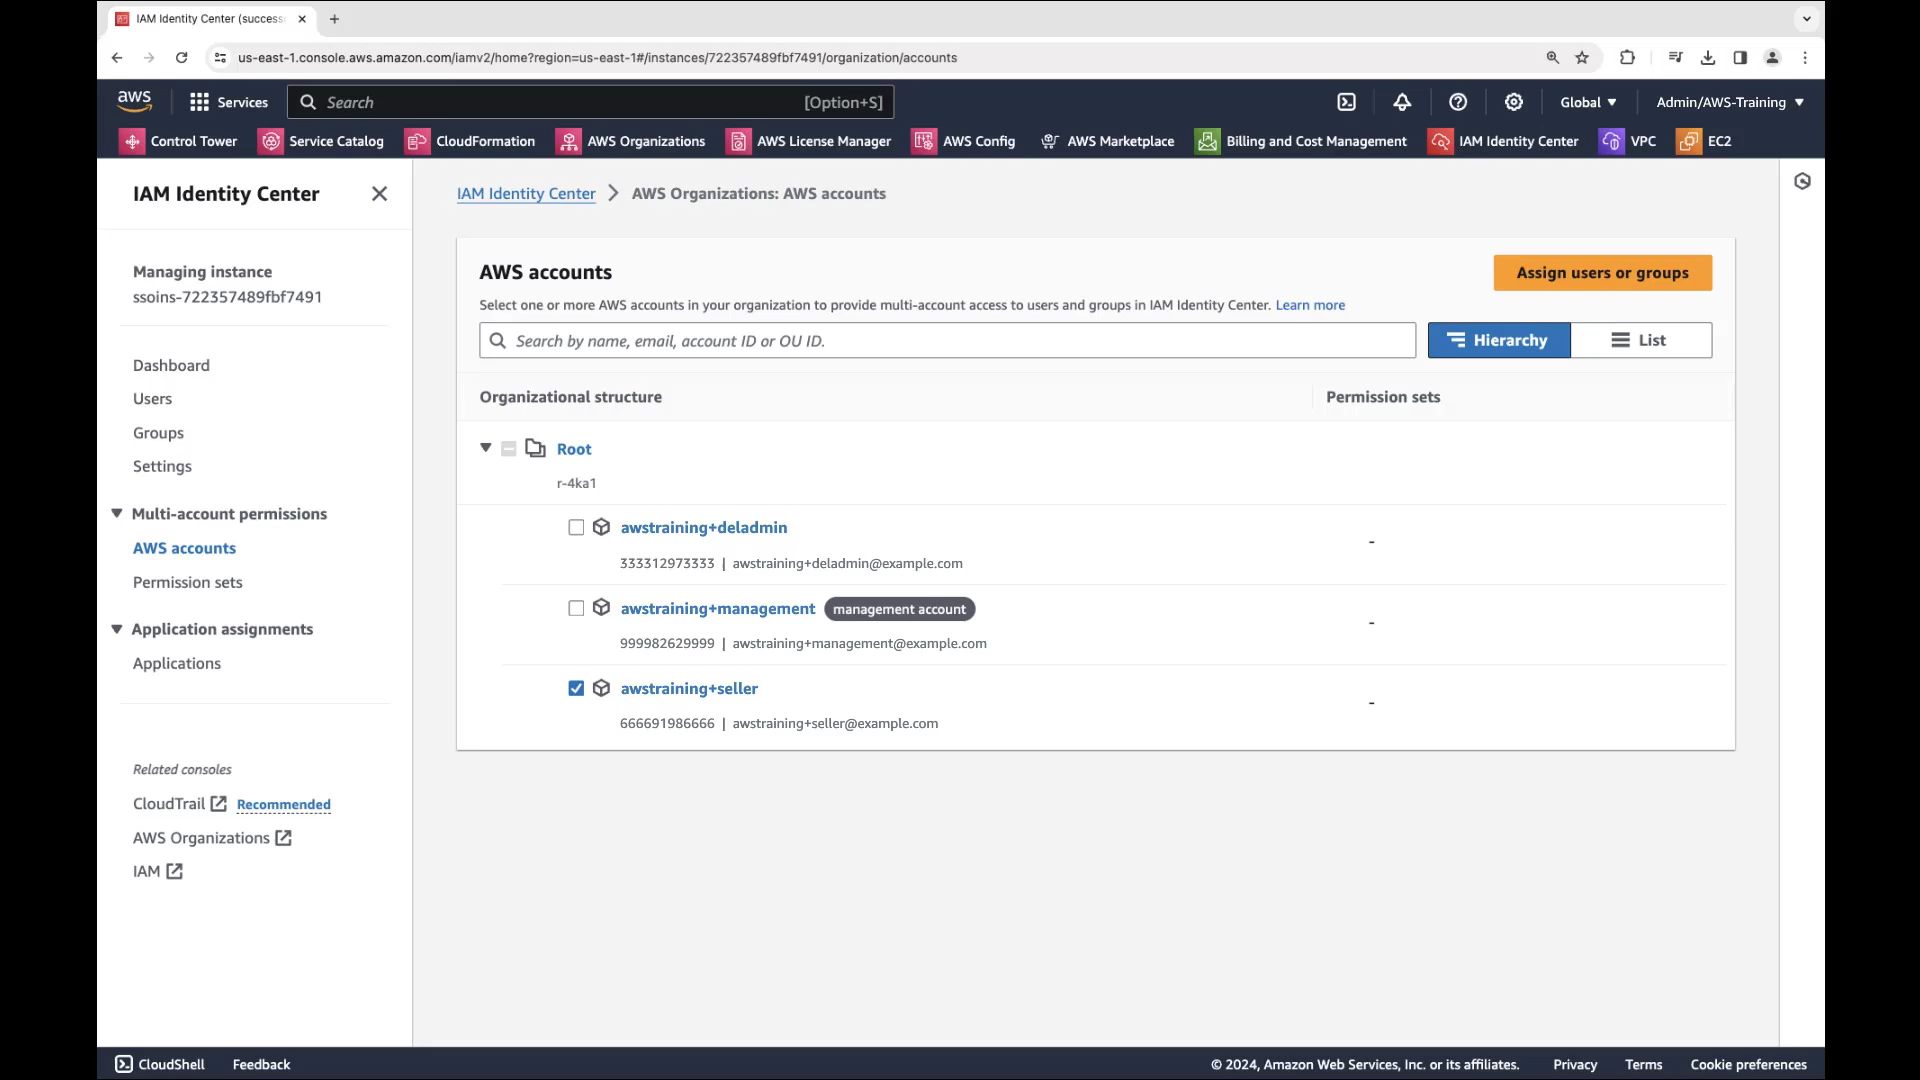 IAM Identity Center (success
us-east-1.console.aws.amazon.com/iamv2/home?region=us-east-1#/instances/722357489fbf7491/organization/accounts
aws
Services
Search
[Option+S]
Global
Admin/AWS-Training
Control Tower
Service Catalog
CloudFormation
AWS Organizations
AWS License Manager
AWS Config
AWS Marketplace
Billing and Cost Management
IAM Identity Center
VPC
EC2
IAM Identity Center
Managing instance
ssoins-722357489fbf7491
Dashboard
Users
Groups
Settings
Multi-account permissions
AWS accounts
Permission sets
Application assignments
Applications
Related consoles
CloudTrail Recommended
AWS Organizations
IAM
IAM Identity Center > AWS Organizations: AWS accounts
AWS accounts
Assign users or groups
Select one or more AWS accounts in your organization to provide multi-account access to users and groups in IAM Identity Center. Learn more
Search by name, email, account ID or OU ID.
Hierarchy
List
Organizational structure
Permission sets
Root
r-4ka1
awstraining+deladmin
333312973333 | awstraining+deladmin@example.com
-
awstraining+management management account
999982629999 | awstraining+management@example.com
-
awstraining+seller
666691986666 | awstraining+seller@example.com
-
CloudShell
Feedback
© 2024, Amazon Web Services, Inc. or its affiliates.
Privacy
Terms
Cookie preferences